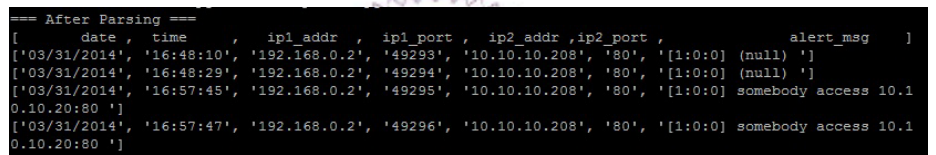 === After Parsing ===
[       date ,  time     ,  ip1_addr  ,  ip1_port ,  ip2_addr ,ip2_port ,            alert_msg     ]
['03/31/2014', '16:48:10', '192.168.0.2', '49293', '10.10.10.208', '80', '[1:0:0] (null) ']
['03/31/2014', '16:48:29', '192.168.0.2', '49294', '10.10.10.208', '80', '[1:0:0] (null) ']
['03/31/2014', '16:57:45', '192.168.0.2', '49295', '10.10.10.208', '80', '[1:0:0] somebody access 10.1
0.10.20:80 ']
['03/31/2014', '16:57:47', '192.168.0.2', '49296', '10.10.10.208', '80', '[1:0:0] somebody access 10.1
0.10.20:80 ']